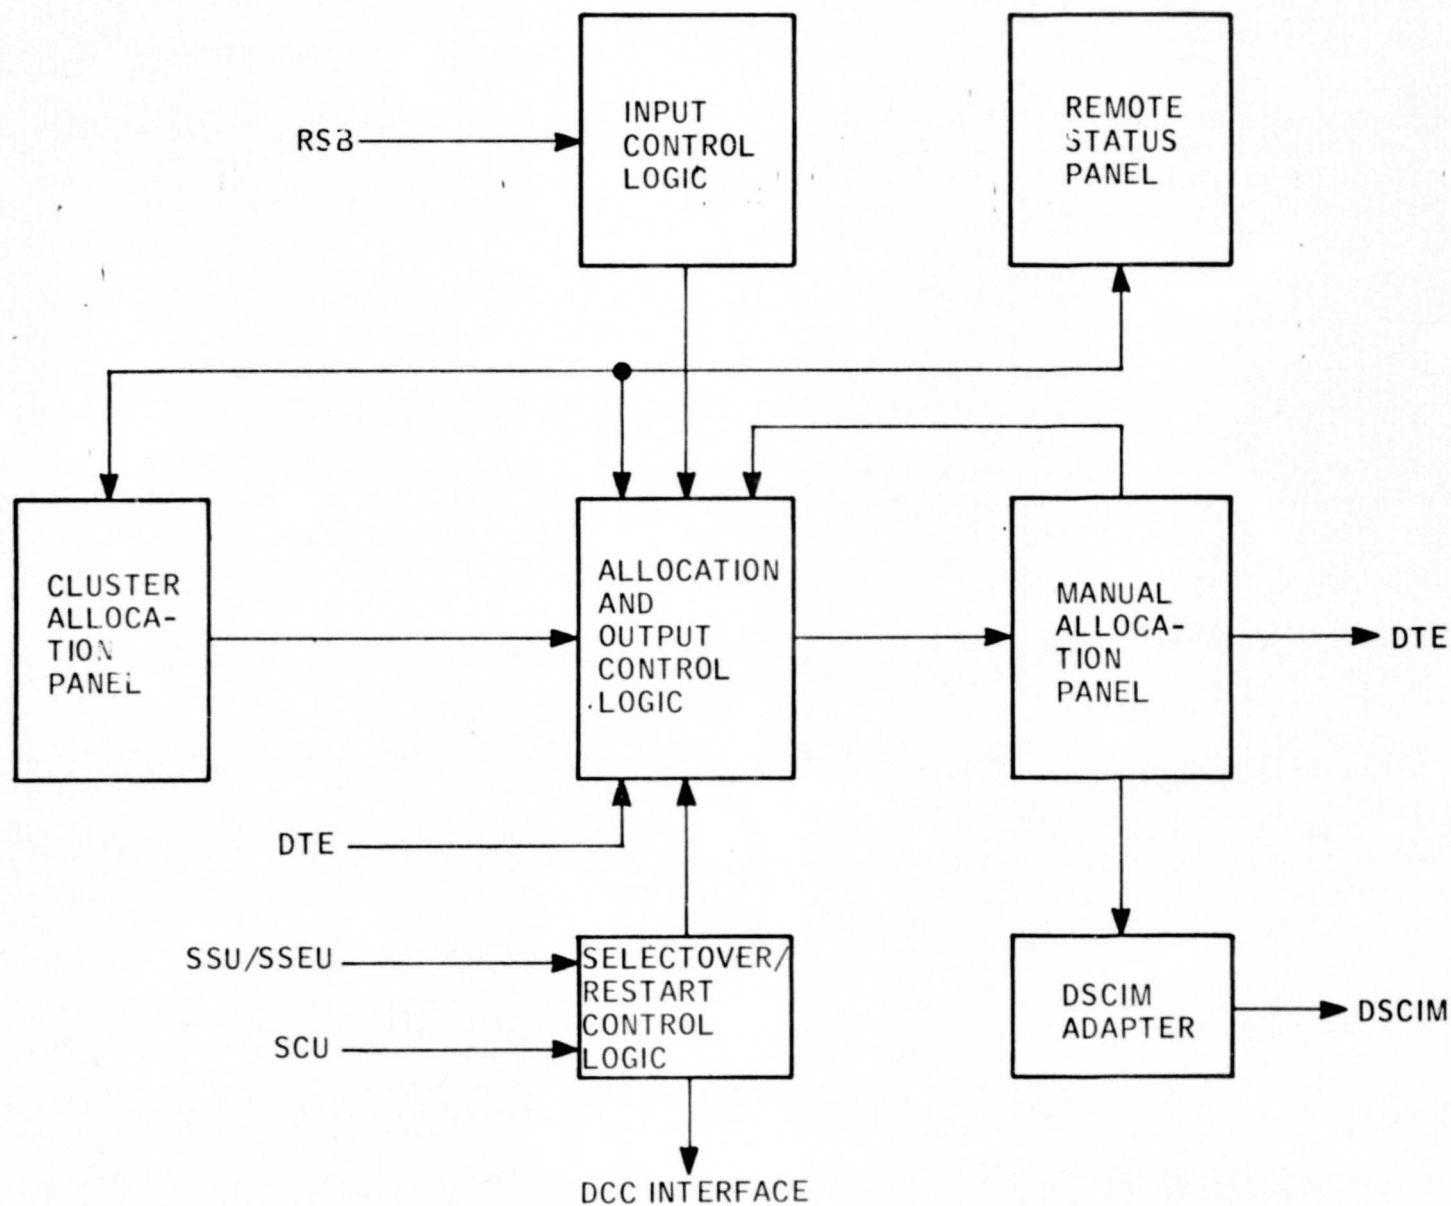 INPUT
CONTROL
LOGIC
REMOTE
STATUS
PANEL
RSB
CLUSTER
ALLOCA-
TION
PANEL
ALLOCATION
AND
OUTPUT
CONTROL
LOGIC
MANUAL
ALLOCA-
TION
PANEL
DTE
DTE
SSU/SSEU
SCU
SELECTOVER/
RESTART
CONTROL
LOGIC
DSCIM
ADAPTER
DSCIM
DCC INTERFACE